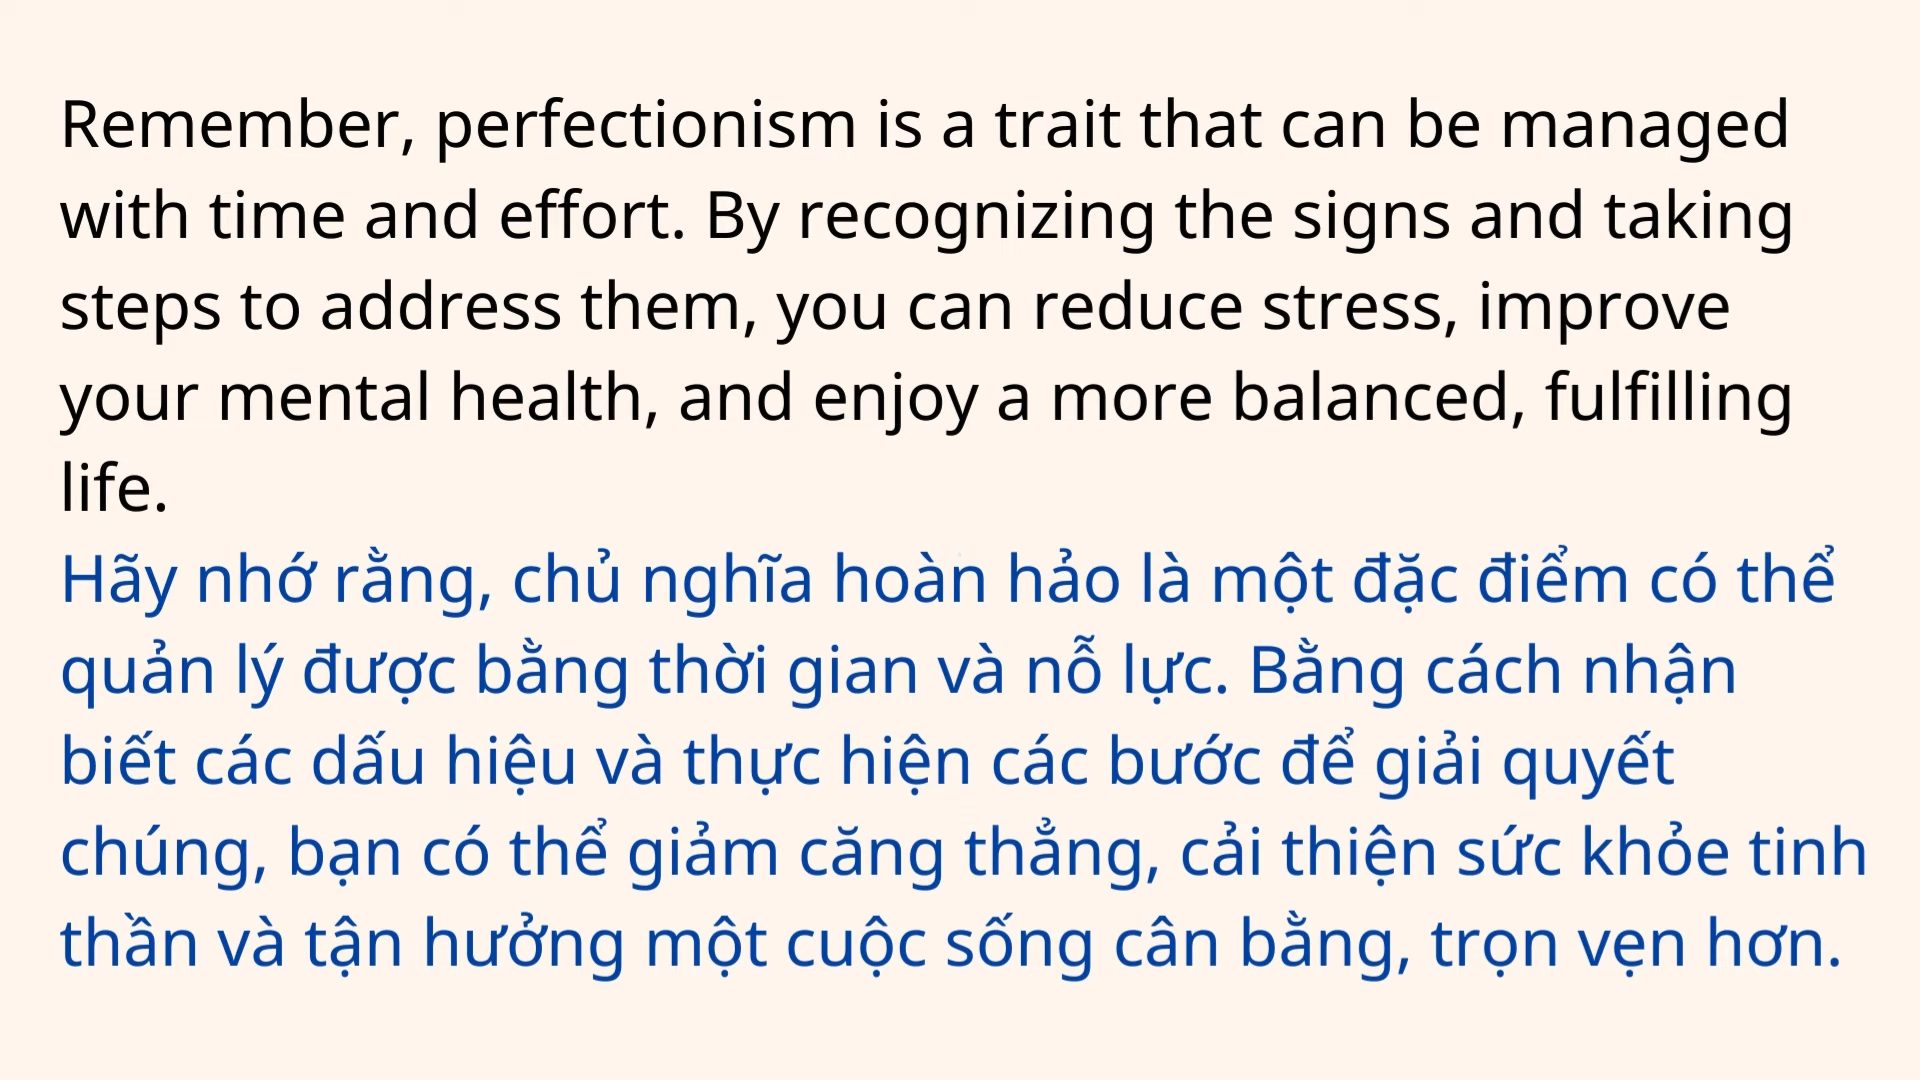 Remember, perfectionism is a trait that can be managed
with time and effort. By recognizing the signs and taking
steps to address them, you can reduce stress, improve
your mental health, and enjoy a more balanced, fulfilling
life.
Hãy nhớ rằng, chủ nghĩa hoàn hảo là một đặc điểm có thể
quản lý được bằng thời gian và nỗ lực. Bằng cách nhận
biết các dấu hiệu và thực hiện các bước để giải quyết
chúng, bạn có thể giảm căng thẳng, cải thiện sức khỏe tinh
thần và tận hưởng một cuộc sống cân bằng, trọn vẹn hơn.